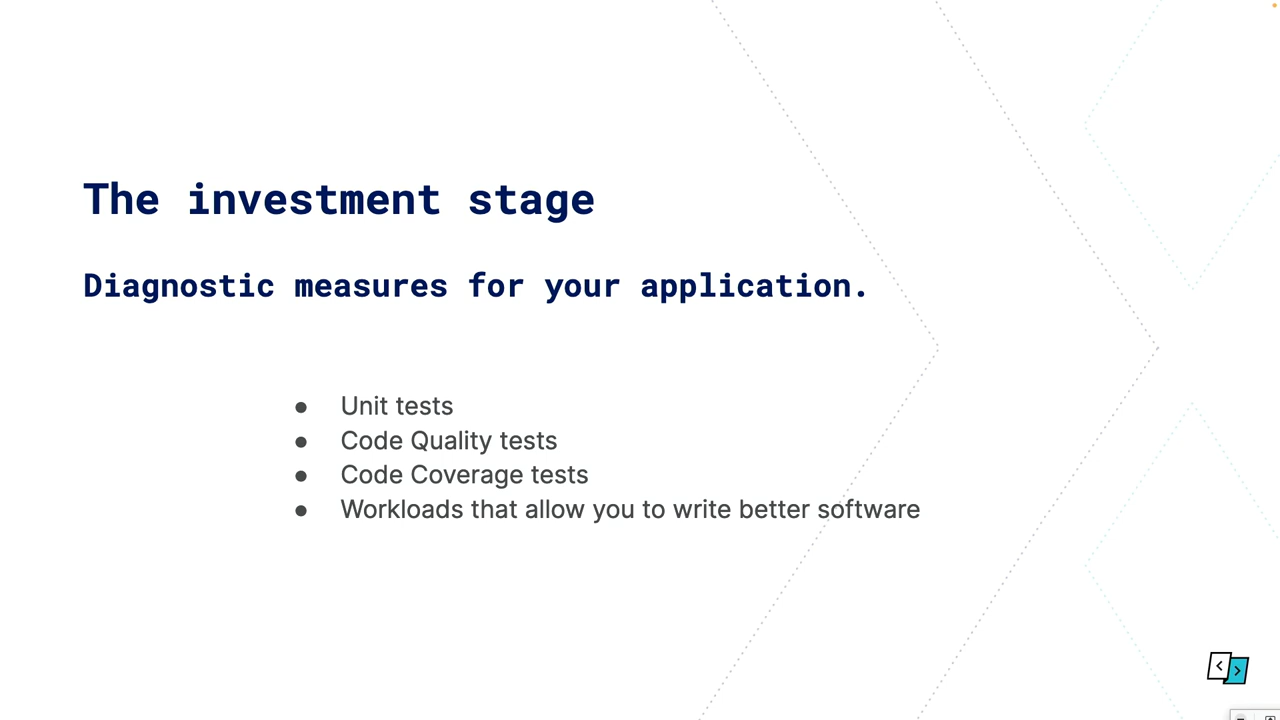 The investment stage
Diagnostic measures for your application.
● Unit tests
● Code Quality tests
● Code Coverage tests
● Workloads that allow you to write better software